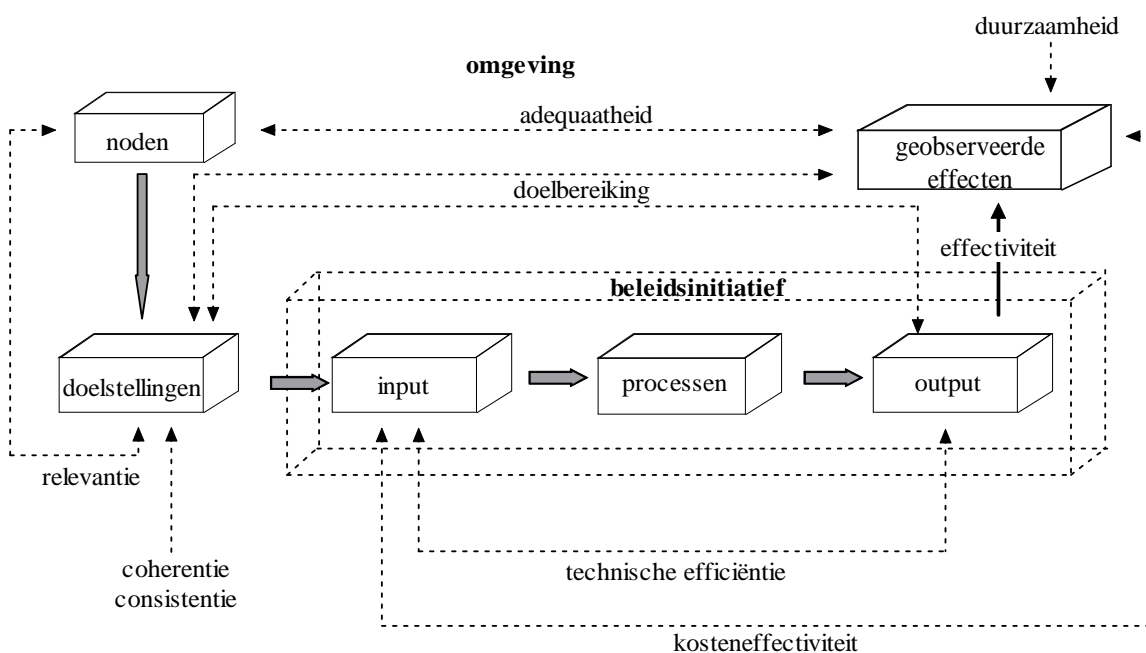 duurzaamheid
omgeving
adequaatheid
noden
geobserveerde
effecten
doelbereiking
effectiviteit
beleidsinitiatief
doelstellingen
input
processen
output
relevantie
coherentie
consistentie
technische efficiëntie
kosteneffectiviteit